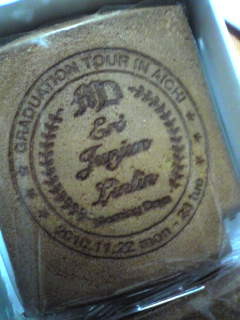 GRADUATION TOUR IN AICHI
Eri
Junjun
Linlin
2010.11.22 mon - 23 tue